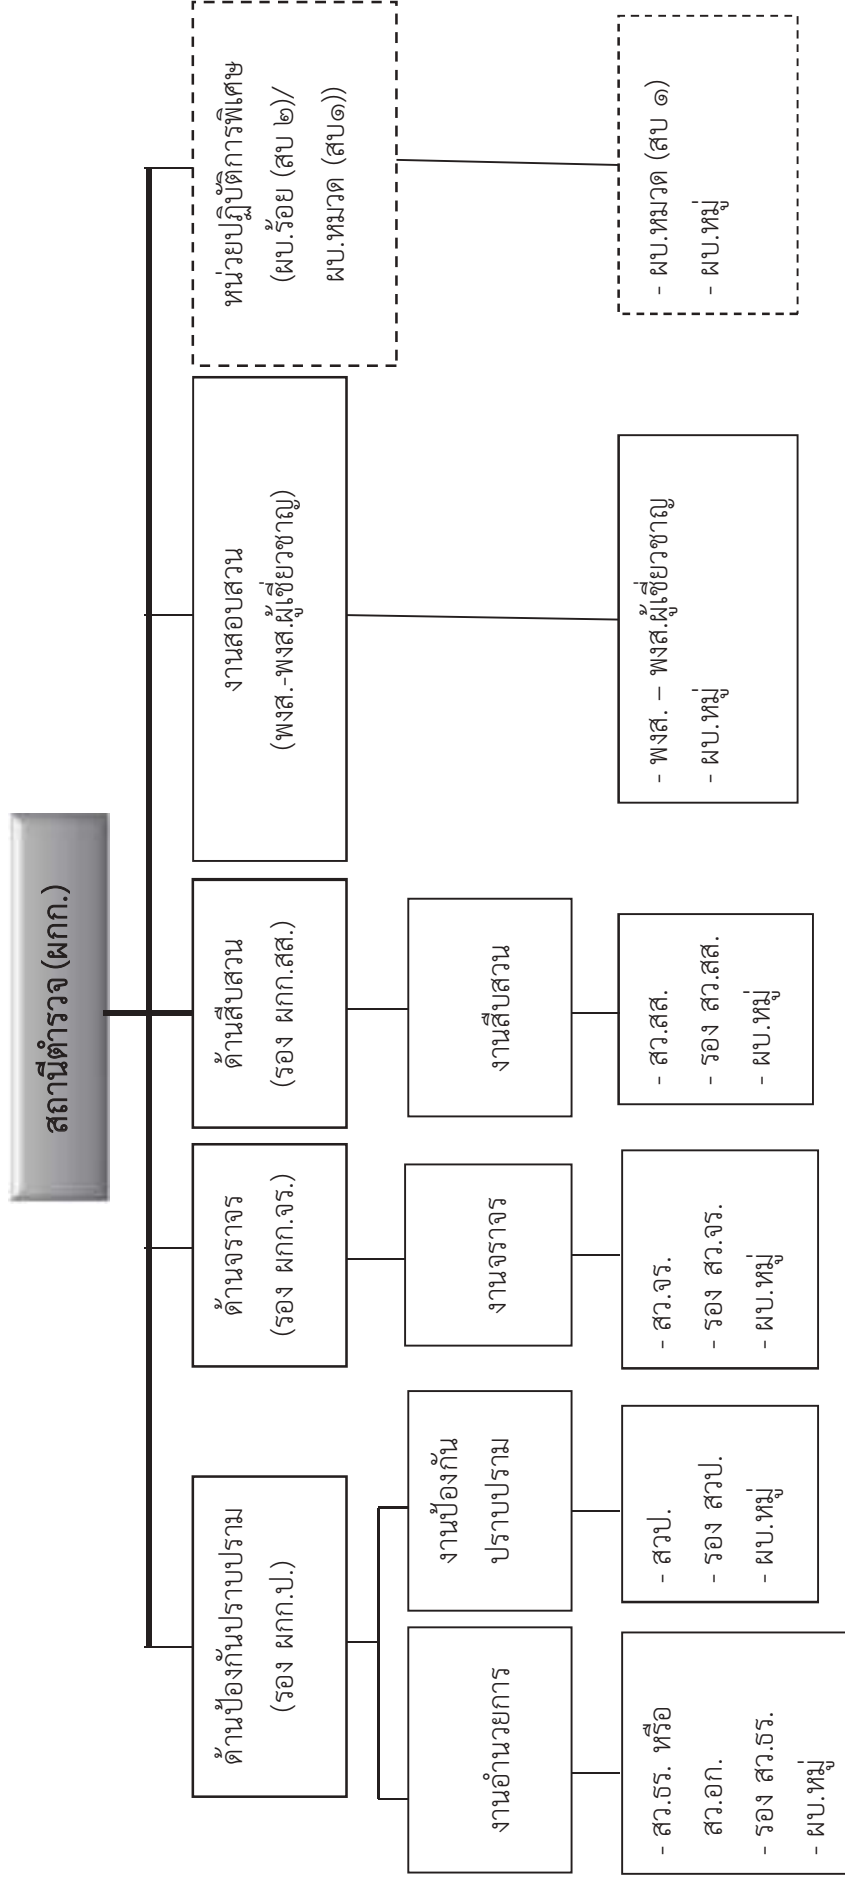 สถานีตำรวจ (ผกก.)
ด้านป้องกันปราบปราม
(รอง ผกก.ป.)
ด้านจราจร
(รอง ผกก.จร.)
ด้านสืบสวน
(รอง ผกก.สส.)
งานสอบสวน
(พงส.-พงส.ผู้เชี่ยวชาญ)
หน่วยปฏิบัติการพิเศษ
(ผบ.ร้อย (สบ ๒)/
ผบ.หมวด (สบ๑))
งานอำนวยการ
งานป้องกัน
ปราบปราม
งานจราจร
งานสืบสวน
- สว.ธร. หรือ
สว.อก.
- รอง สว.ธร.
- ผบ.หมู่
- สวป.
- รอง สวป.
- ผบ.หมู่
- สว.จร.
- รอง สว.จร.
- ผบ.หมู่
- สว.สส.
- รอง สว.สส.
- ผบ.หมู่
- พงส. – พงส.ผู้เชี่ยวชาญ
- ผบ.หมู่
- ผบ.หมวด (สบ ๑)
- ผบ.หมู่